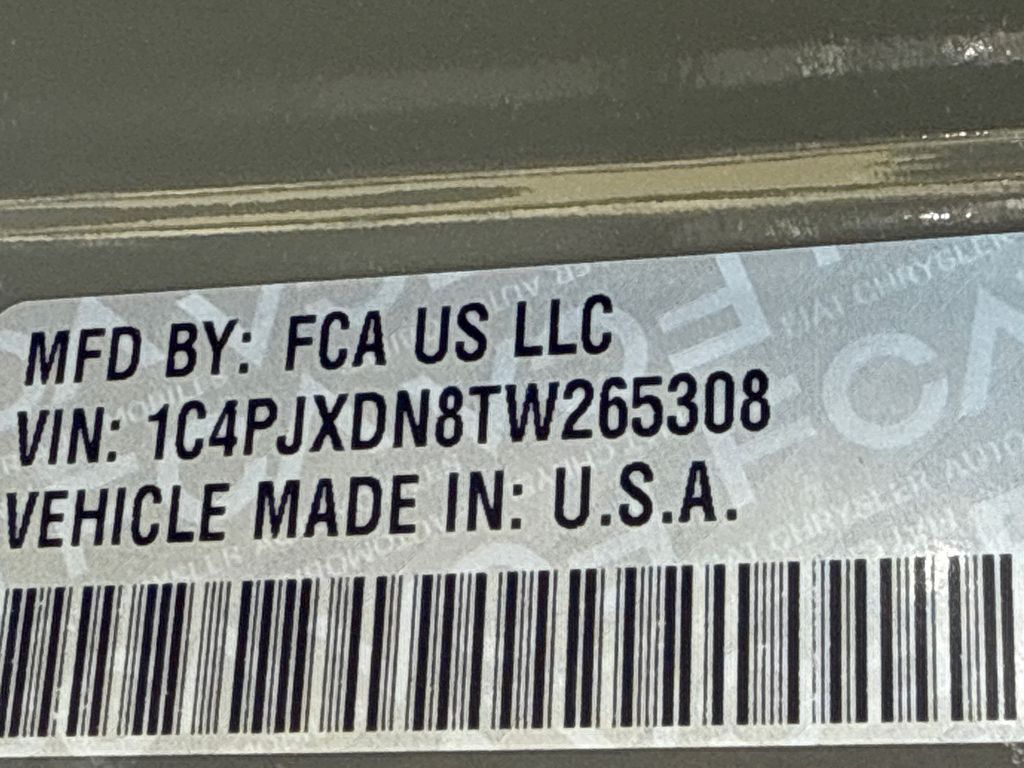 MFD BY: FCA US LLC
VIN: 1C4PJXDN8TW265308
VEHICLE MADE IN: U.S.A.